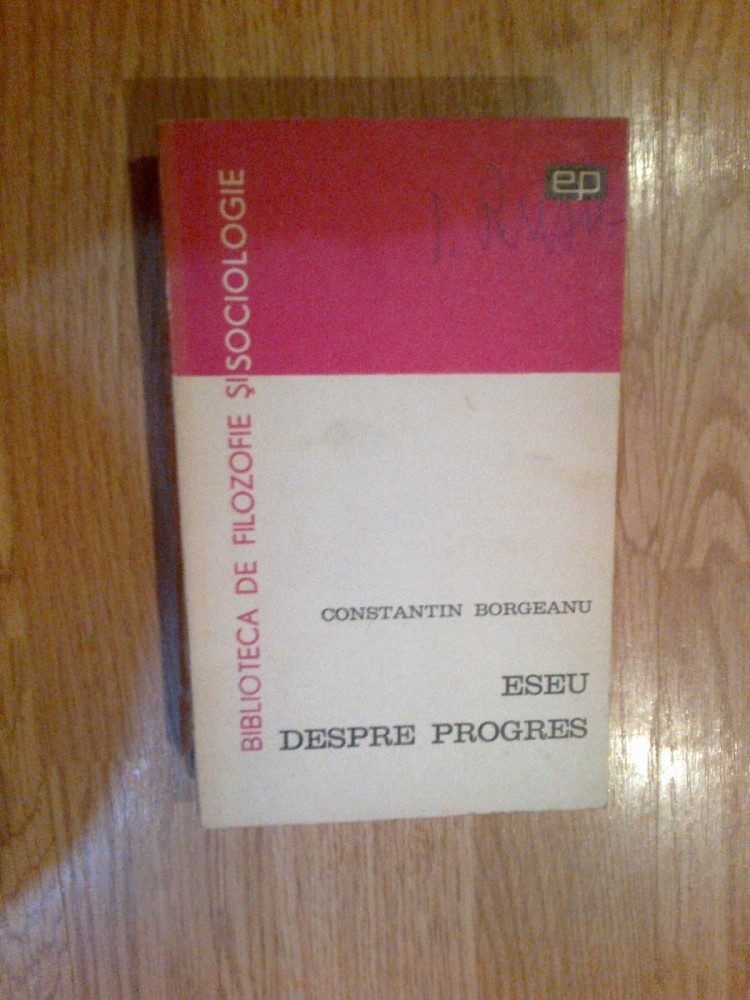 BIBLIOTECA DE FILOZOFIE ŞI SOCIOLOGIE
ep
CONSTANTIN BORGEANU
ESEU
DESPRE PROGRES